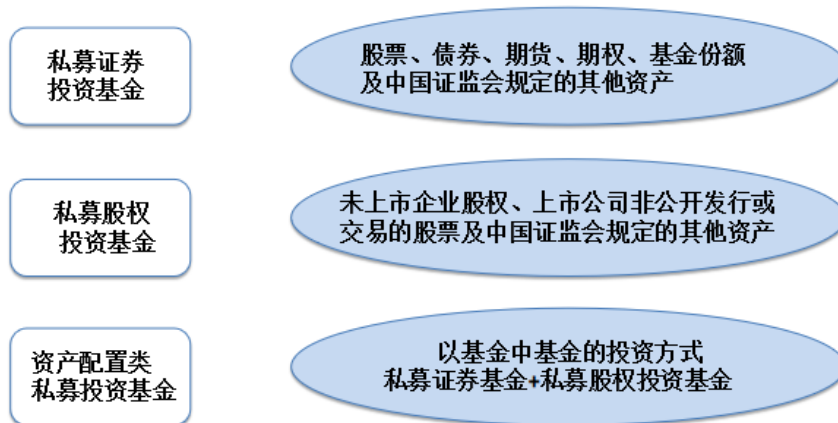 私募证券
投资基金
股票、债券、期货、期权、基金份额
及中国证监会规定的其他资产
私募股权
投资基金
未上市企业股权、上市公司非公开发行或
交易的股票及中国证监会规定的其他资产
资产配置类
私募投资基金
以基金中基金的投资方式
私募证券基金+私募股权投资基金